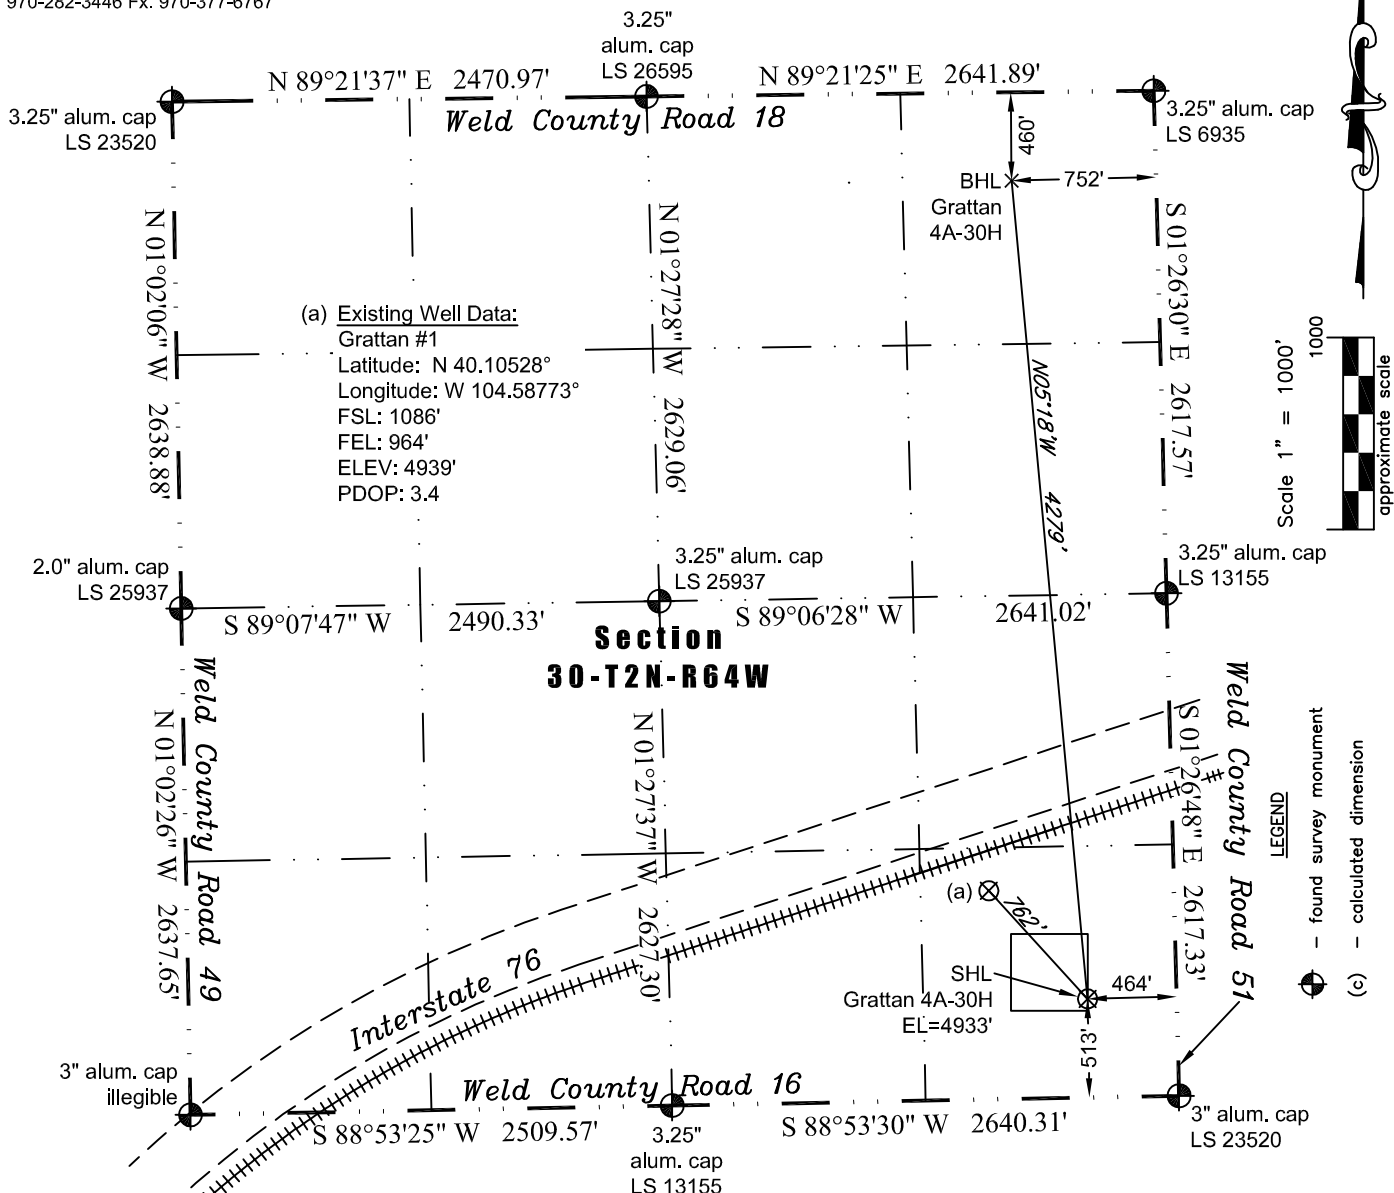 970-282-3446 Fx. 970-377-6767
3.25"
alum. cap
LS 26595
N 89°21'37" E 2470.97'
N 89°21'25" E 2641.89'
3.25" alum. cap
LS 23520
Weld County Road 18
3.25" alum. cap
LS 6935
460'
BHL
Grattan
4A-30H
752'
N 01°02'06" W 2638.88'
N 01°27'28" W 2629.06'
S 01°26'30" E 2617.57'
(a) Existing Well Data:
Grattan #1
Latitude: N 40.10528°
Longitude: W 104.58773°
FSL: 1086'
FEL: 964'
ELEV: 4939'
PDOP: 3.4
N05°18'W 4279'
Scale 1" = 1000'
1000
approximate scale
2.0" alum. cap
LS 25937
3.25" alum. cap
LS 25937
3.25" alum. cap
LS 13155
S 89°07'47" W 2490.33'
S 89°06'28" W 2641.02'
Section
30-T2N-R64W
Weld County Road 49
N 01°02'26" W 2637.65'
N 01°27'37" W 2627.30'
S 01°26'48" E 2617.33'
Weld County Road 51
LEGEND
- found survey monument
(c) - calculated dimension
(a)
762'
Interstate 76
SHL
Grattan 4A-30H
EL=4933'
464'
513'
3" alum. cap
illegible
Weld County Road 16
S 88°53'25" W 2509.57'
S 88°53'30" W 2640.31'
3.25"
alum. cap
LS 13155
3" alum. cap
LS 23520